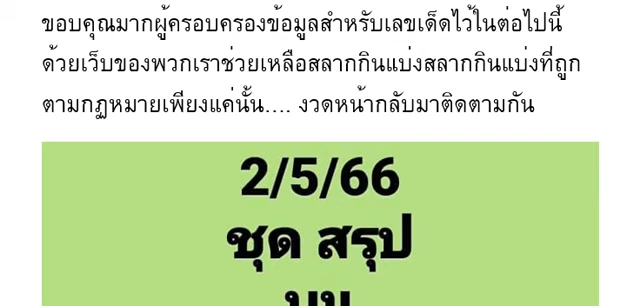 ขอบคุณมากผู้ครอบครองข้อมูลสำหรับเลขเด็ดไว้ในต่อไปนี้
ด้วยเว็บของพวกเราช่วยเหลือสลากกินแบ่งสลากกินแบ่งที่ถูก
ตามกฏหมายเพียงแค่นั้น.... งวดหน้ากลับมาติดตามกัน
2/5/66
ชุด สรุป